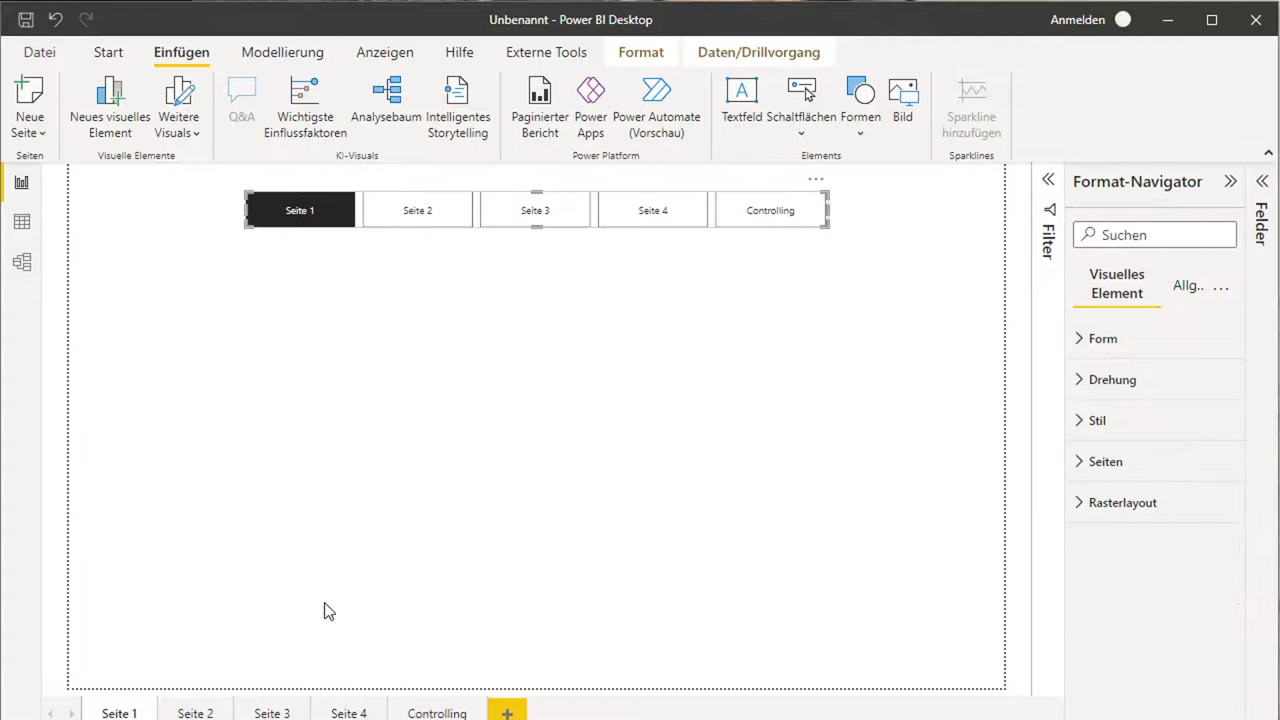 Unbenannt - Power BI Desktop
Anmelden
Datei Start Einfügen Modellierung Anzeigen Hilfe Externe Tools Format Daten/Drillvorgang
Neue Seite
Neues visuelles Element
Weitere Visuals
Q&A
Wichtigste Einflussfaktoren
Analysebaum
Intelligentes Storytelling
Paginierter Bericht
Power Apps
Power Automate (Vorschau)
Textfeld
Schaltflächen
Formen
Bild
Sparkline hinzufügen
Seiten Visuelle Elemente KI-Visuals Power Platform Elements Sparklines
Seite 1 Seite 2 Seite 3 Seite 4 Controlling
Filter
Format-Navigator
Suchen
Visuelles Element
Allg..
Form
Drehung
Stil
Seiten
Rasterlayout
Felder
Seite 1 Seite 2 Seite 3 Seite 4 Controlling